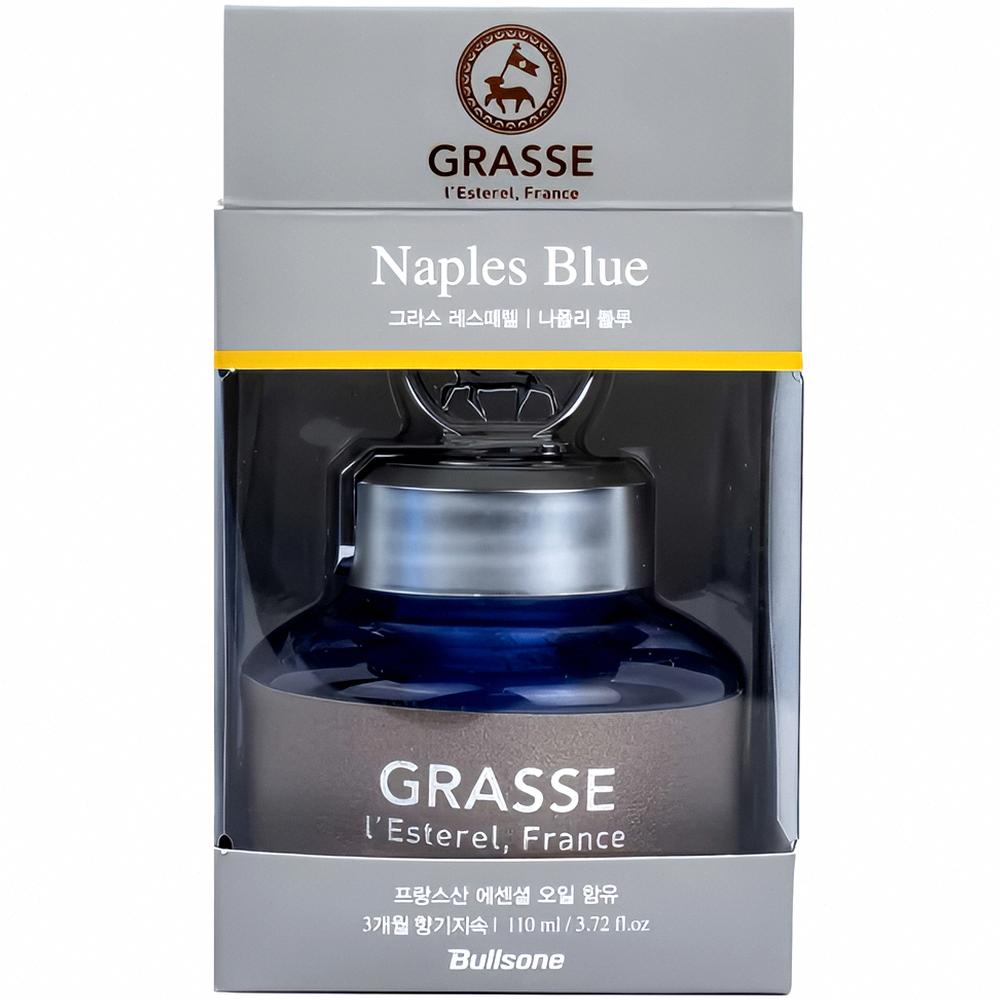 GRASSE
l'Esterel, France
Naples Blue
그라스 레스떼렐 | 나폴리 블루
GRASSE
l'Esterel, France
프랑스산 에센셜 오일 함유
3개월 향기지속 | 110 ml / 3.72 fl.oz
Bullsone